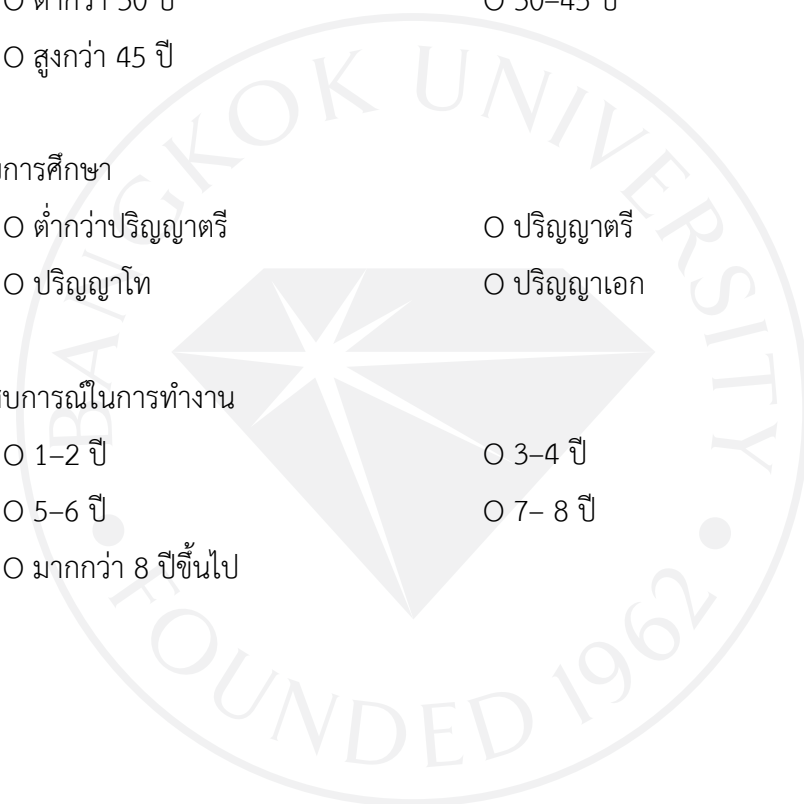 O สูงกว่า 45 ปี
การศึกษา
O ต่ำกว่าปริญญาตรี O ปริญญาตรี
O ปริญญาโท O ปริญญาเอก
บการณ์ในการทำงาน
O 1–2 ปี O 3–4 ปี
O 5–6 ปี O 7– 8 ปี
O มากกว่า 8 ปีขึ้นไป
BANGKOK UNIVERSITY
FOUNDED 1962